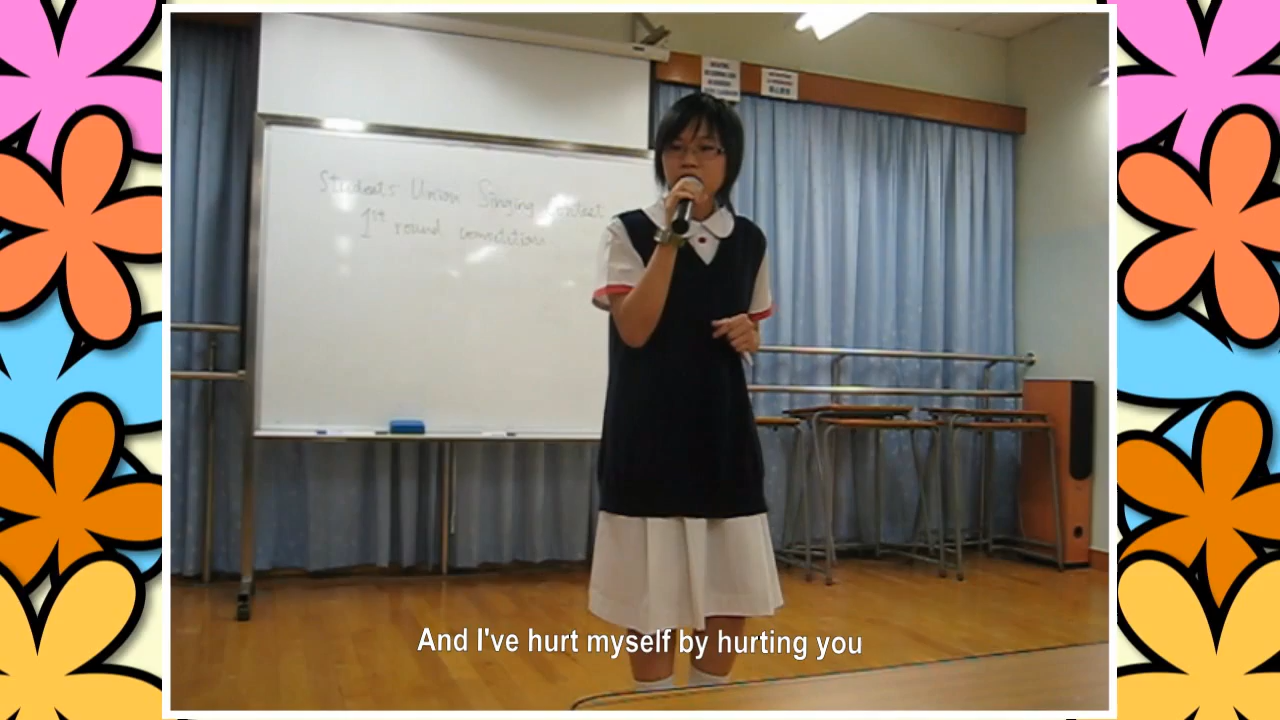 Students Union Singing Contest
1st round competition
And I've hurt myself by hurting you